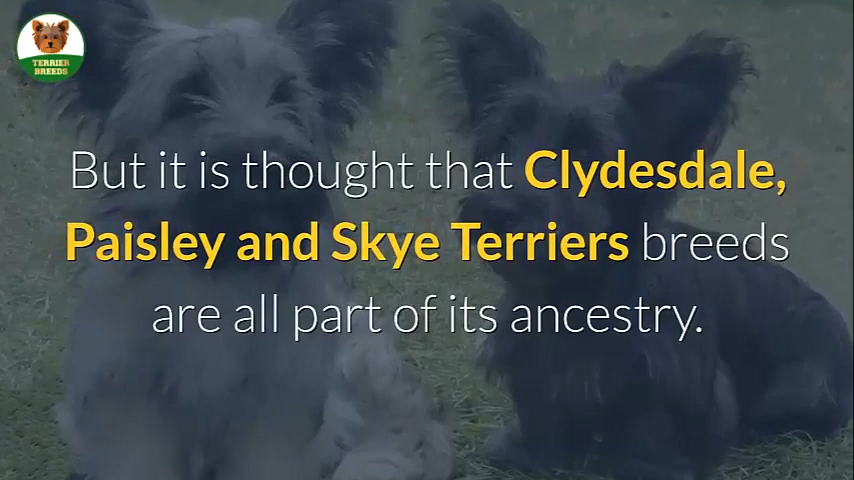 TERRIER
BREEDS
But it is thought that Clydesdale,
Paisley and Skye Terriers breeds
are all part of its ancestry.